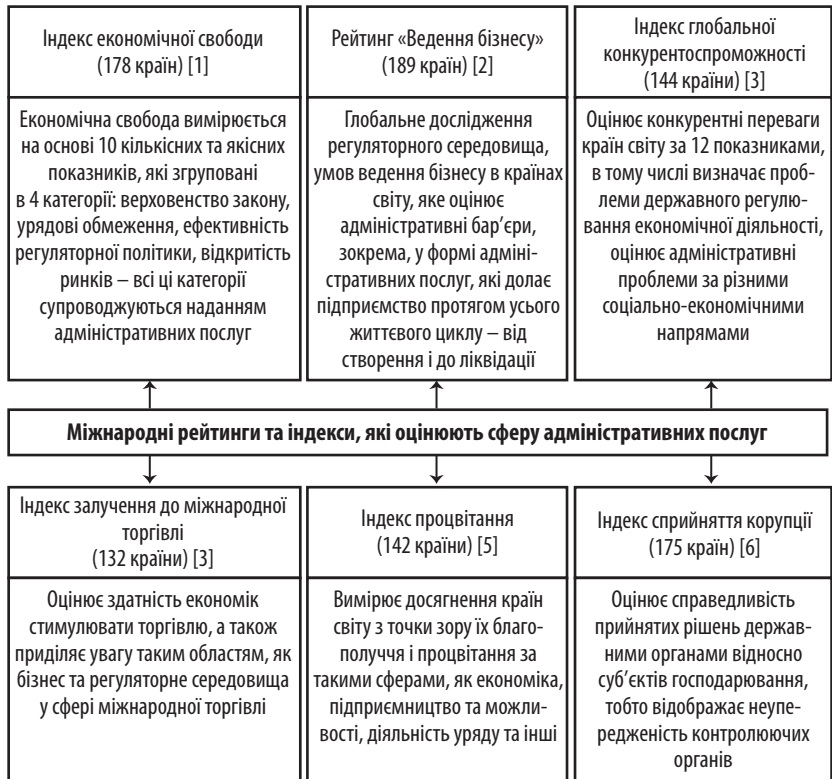 Індекс економічної свободи
(178 країн) [1]
Економічна свобода вимірюється
на основі 10 кількісних та якісних
показників, які згруповані
в 4 категорії: верховенство закону,
урядові обмеження, ефективність
регуляторної політики, відкритість
ринків – всі ці категорії
супроводжуються наданням
адміністративних послуг
Рейтинг «Ведення бізнесу»
(189 країн) [2]
Глобальне дослідження
регуляторного середовища,
умов ведення бізнесу в країнах
світу, яке оцінює
адміністративні бар’єри,
зокрема, у формі адміні-
стративних послуг, які долає
підприємство протягом усього
життєвого циклу – від
створення і до ліквідації
Індекс глобальної
конкурентоспроможності
(144 країни) [3]
Оцінює конкурентні переваги
країн світу за 12 показниками,
в тому числі визначає проб-
леми державного регулю-
вання економічної діяльності,
оцінює адміністративні
проблеми за різними
соціально-економічними
напрямами
Міжнародні рейтинги та індекси, які оцінюють сферу адміністративних послуг
Індекс залучення до міжнародної
торгівлі
(132 країни) [3]
Оцінює здатність економік
стимулювати торгівлю, а також
приділяє увагу таким областям, як
бізнес та регуляторне середовища
у сфері міжнародної торгівлі
Індекс процвітання
(142 країни) [5]
Вимірює досягнення країн
світу з точки зору їх благо-
получчя і процвітання за
такими сферами, як економіка,
підприємництво та можли-
вості, діяльність уряду та інші
Індекс сприйняття корупції
(175 країн) [6]
Оцінює справедливість
прийнятих рішень держав-
ними органами відносно
суб’єктів господарювання,
тобто відображає неупе-
редженість контролюючих
органів